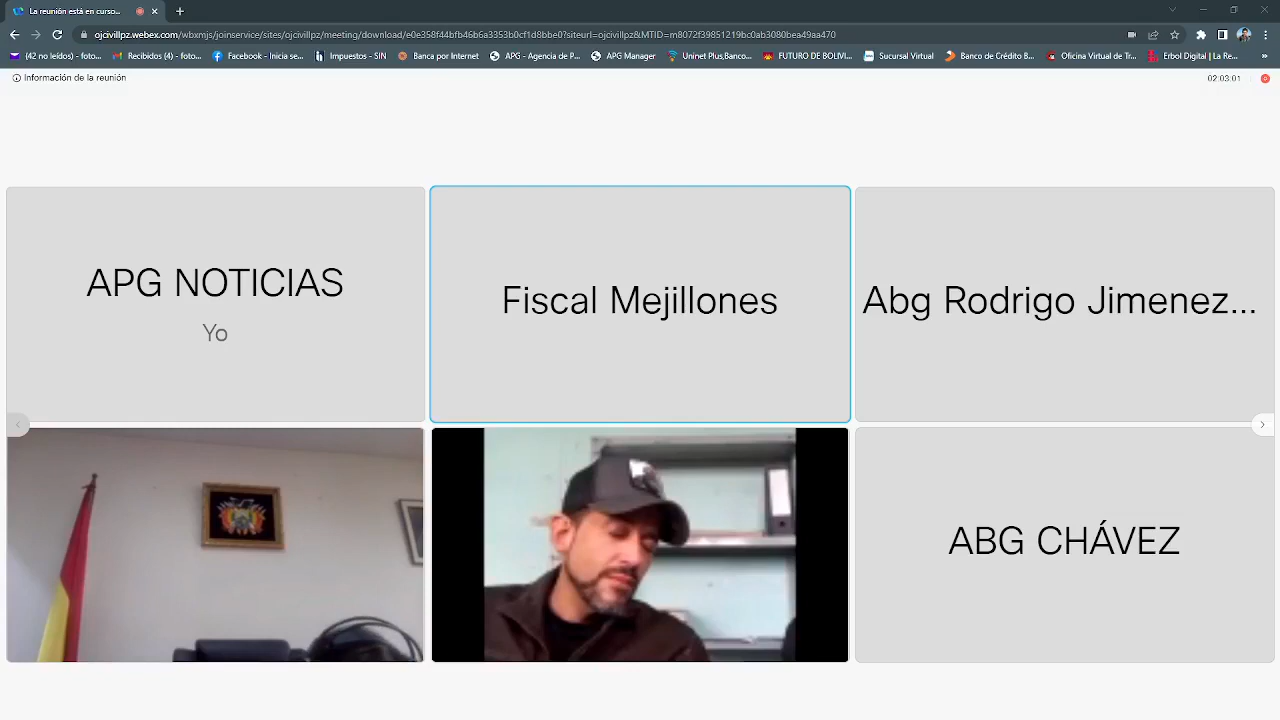 La reunión está en curso...
ojcivillpz.webex.com/wbxmjs/joinservice/sites/ojcivillpz/meeting/download/e0e358f44b1b46b6a33533c0cf1d6bbe0?siteurl=ojcivillpz&MTID=m8072f39851219bc0ab3080bea49aa470
(42 no leídos) - foto...
Recibidos (4) - foto...
Facebook - Inicia se...
Impuestos - SIN
Banca por Internet
APG - Agencia de P...
APG Manager
Uninet Plus,Banco...
FUTURO DE BOLIVI...
Sucursal Virtual
Banco de Crédito B...
Oficina Virtual de Tr...
Erbol Digital | La Re...
Información de la reunión
02:03:01
APG NOTICIAS
Yo
Fiscal Mejillones
Abg Rodrigo Jimenez...
ABG CHÁVEZ